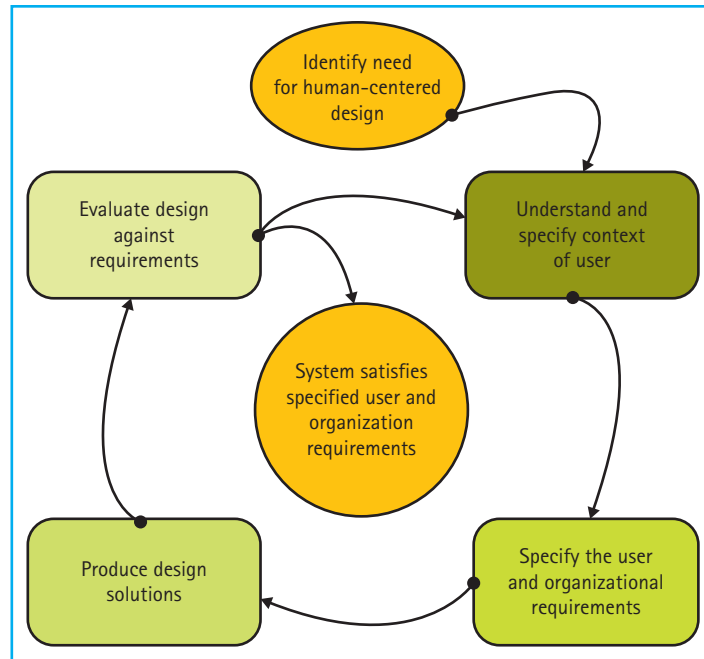 Identify need
for human-centered
design
Evaluate design
against
requirements
Understand and
specify context
of user
System satisfies
specified user and
organization
requirements
Produce design
solutions
Specify the user
and organizational
requirements